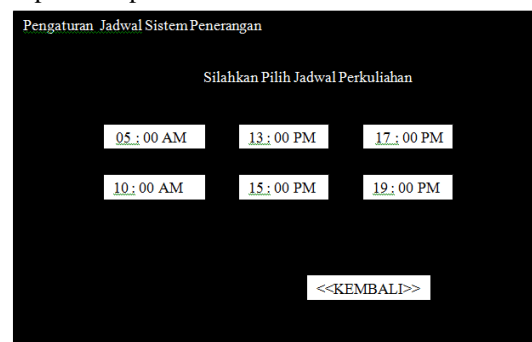 Pengaturan Jadwal Sistem Penerangan
Silahkan Pilih Jadwal Perkuliahan
05 : 00 AM 13 : 00 PM 17 : 00 PM
10 : 00 AM 15 : 00 PM 19 : 00 PM
<<KEMBALI>>